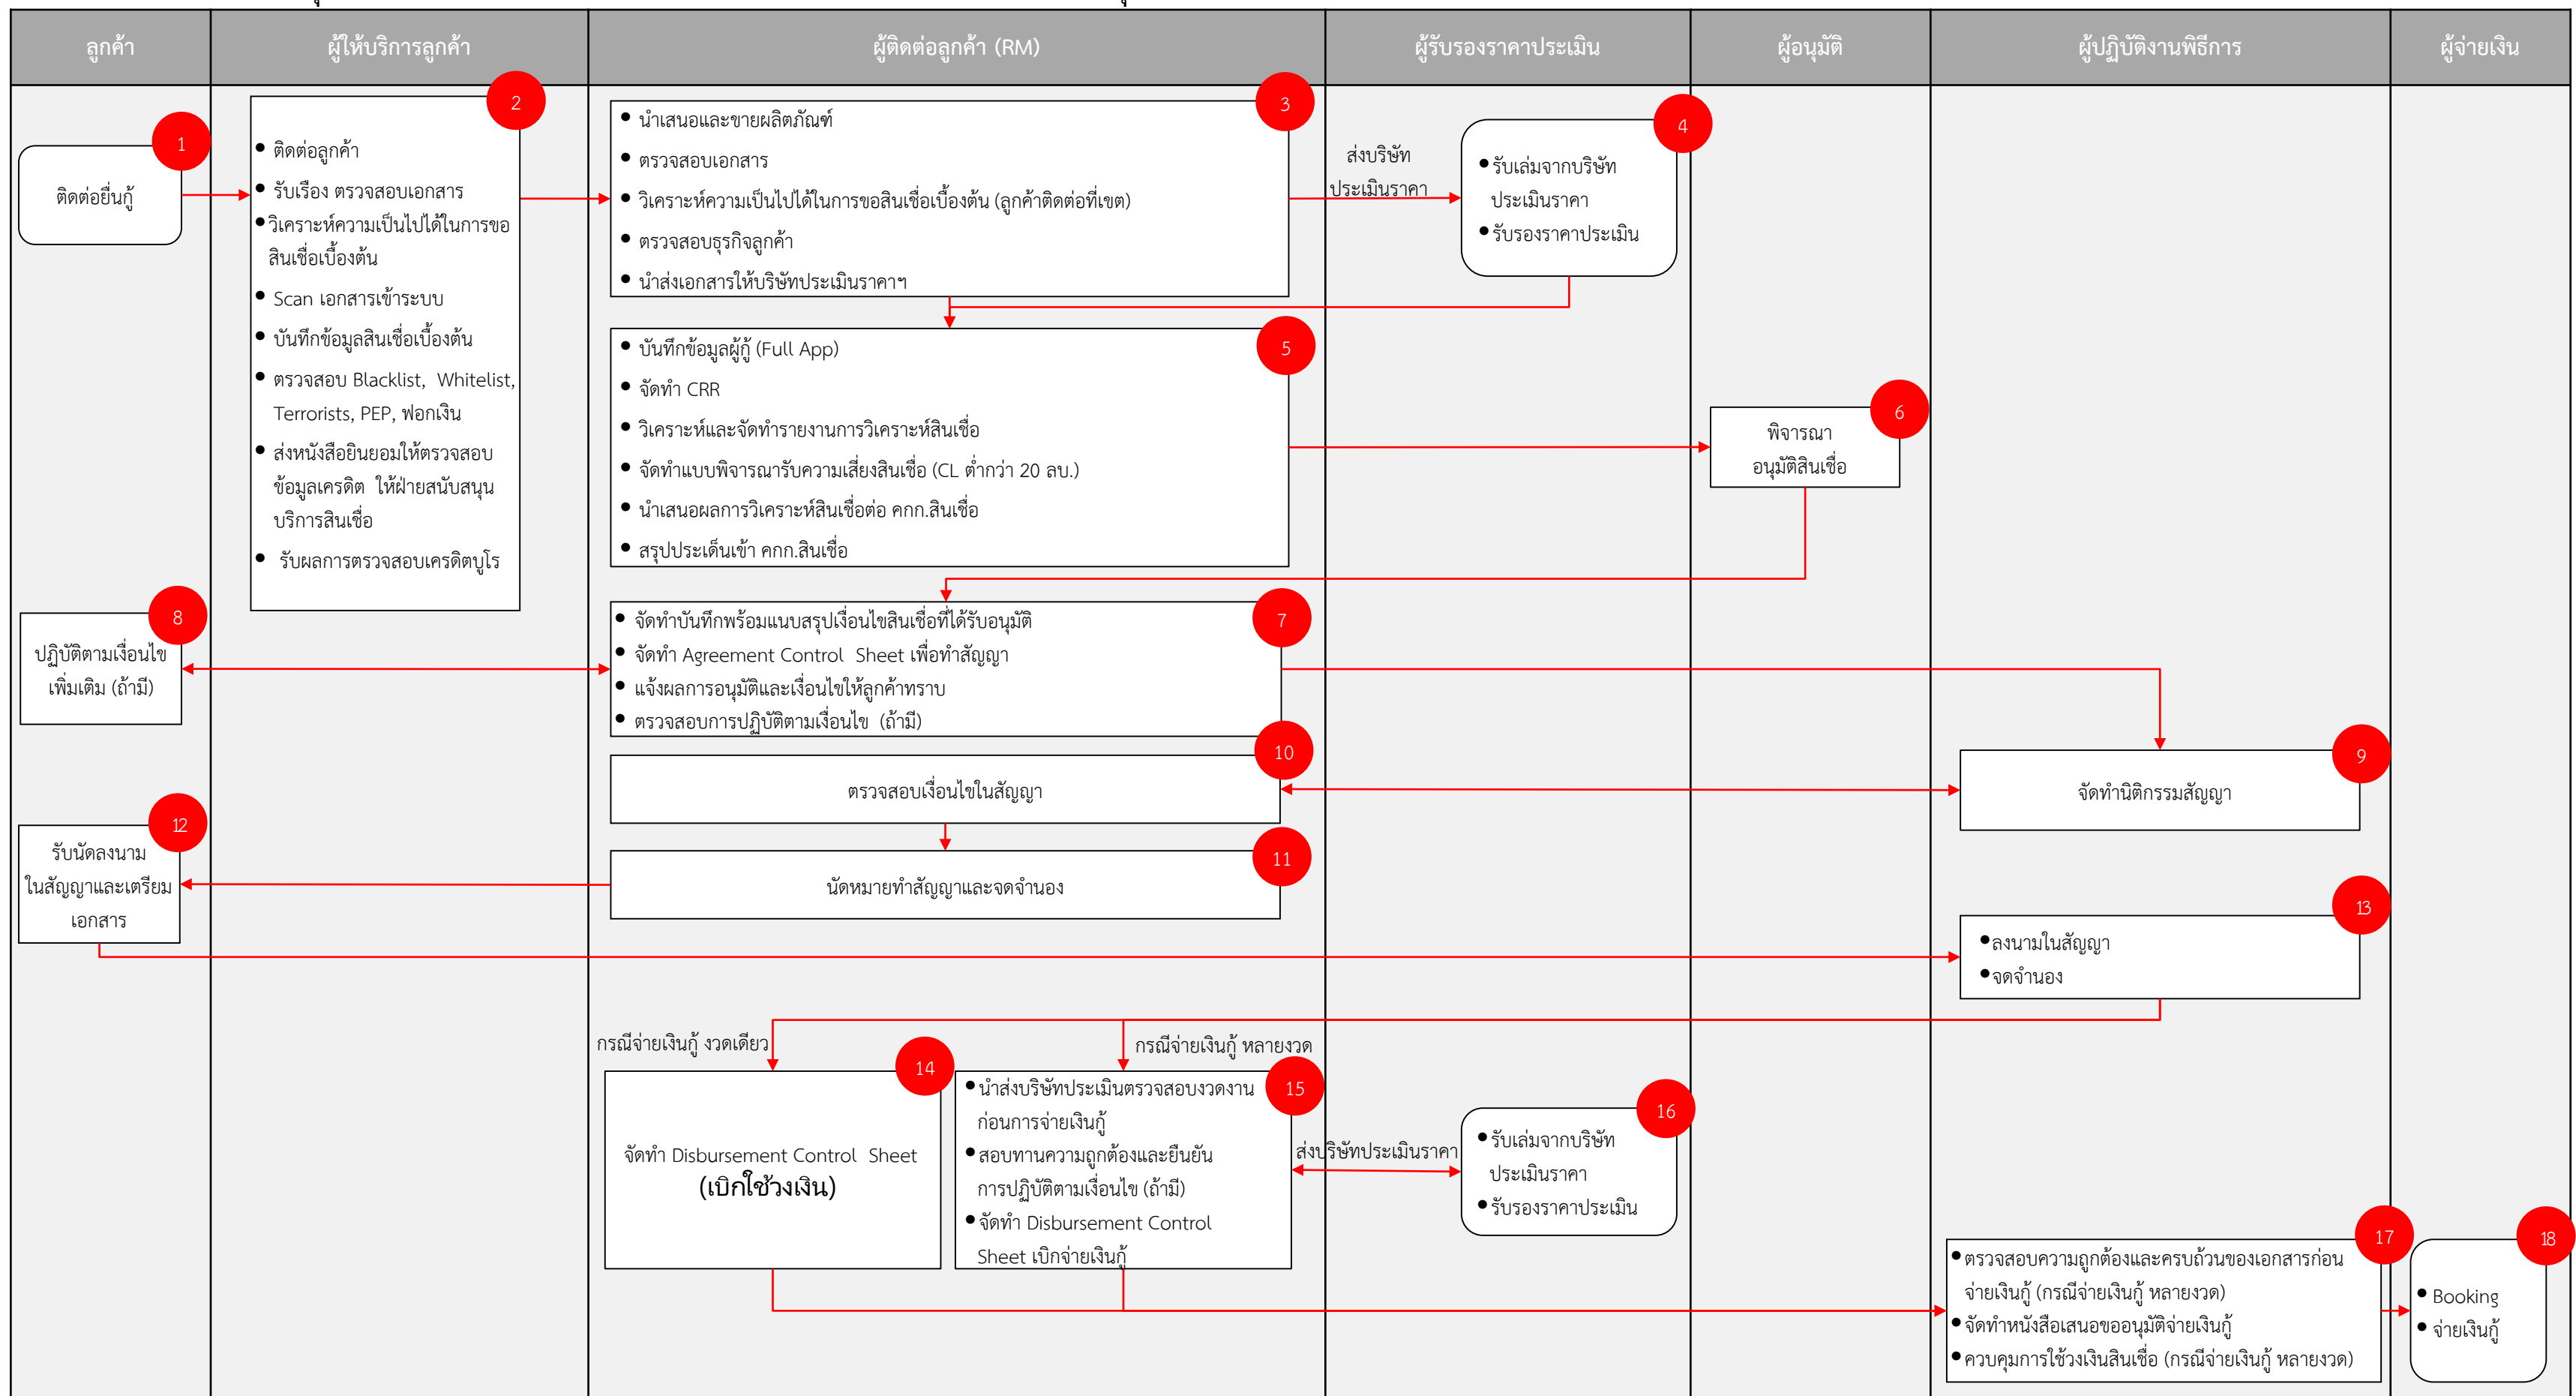 ลูกค้า
ผู้ให้บริการลูกค้า
ผู้ติดต่อลูกค้า (RM)
ผู้รับรองราคาประเมิน
ผู้อนุมัติ
ผู้ปฏิบัติงานพิธีการ
ผู้จ่ายเงิน
1
ติดต่อยื่นกู้
2
• ติดต่อลูกค้า
• รับเรื่อง ตรวจสอบเอกสาร
• วิเคราะห์ความเป็นไปได้ในการขอ
สินเชื่อเบื้องต้น
• Scan เอกสารเข้าระบบ
• บันทึกข้อมูลสินเชื่อเบื้องต้น
• ตรวจสอบ Blacklist, Whitelist,
Terrorists, PEP, ฟอกเงิน
• ส่งหนังสือยินยอมให้ตรวจสอบ
ข้อมูลเครดิต ให้ฝ่ายสนับสนุน
บริการสินเชื่อ
• รับผลการตรวจสอบเครดิตบูโร
3
• นำเสนอและขายผลิตภัณฑ์
• ตรวจสอบเอกสาร
• วิเคราะห์ความเป็นไปได้ในการขอสินเชื่อเบื้องต้น (ลูกค้าติดต่อที่เขต)
• ตรวจสอบธุรกิจลูกค้า
• นำส่งเอกสารให้บริษัทประเมินราคาฯ
ส่งบริษัท
ประเมินราคา
4
• รับเล่มจากบริษัท
ประเมินราคา
• รับรองราคาประเมิน
5
• บันทึกข้อมูลผู้กู้ (Full App)
• จัดทำ CRR
• วิเคราะห์และจัดทำรายงานการวิเคราะห์สินเชื่อ
• จัดทำแบบพิจารณารับความเสี่ยงสินเชื่อ (CL ต่ำกว่า 20 ลบ.)
• นำเสนอผลการวิเคราะห์สินเชื่อต่อ คกก.สินเชื่อ
• สรุปประเด็นเข้า คกก.สินเชื่อ
6
พิจารณา
อนุมัติสินเชื่อ
7
• จัดทำบันทึกพร้อมแนบสรุปเงื่อนไขสินเชื่อที่ได้รับอนุมัติ
• จัดทำ Agreement Control Sheet เพื่อทำสัญญา
• แจ้งผลการอนุมัติและเงื่อนไขให้ลูกค้าทราบ
• ตรวจสอบการปฏิบัติตามเงื่อนไข (ถ้ามี)
8
ปฏิบัติตามเงื่อนไข
เพิ่มเติม (ถ้ามี)
9
จัดทำนิติกรรมสัญญา
10
ตรวจสอบเงื่อนไขในสัญญา
11
นัดหมายทำสัญญาและจดจำนอง
12
รับนัดลงนาม
ในสัญญาและเตรียม
เอกสาร
13
• ลงนามในสัญญา
• จดจำนอง
กรณีจ่ายเงินกู้ งวดเดียว
14
จัดทำ Disbursement Control Sheet
(เบิกใช้วงเงิน)
กรณีจ่ายเงินกู้ หลายงวด
15
• นำส่งบริษัทประเมินตรวจสอบงวดงาน
ก่อนการจ่ายเงินกู้
• สอบทานความถูกต้องและยืนยัน
การปฏิบัติตามเงื่อนไข (ถ้ามี)
• จัดทำ Disbursement Control
Sheet เบิกจ่ายเงินกู้
ส่งบริษัทประเมินราคา
16
• รับเล่มจากบริษัท
ประเมินราคา
• รับรองราคาประเมิน
17
• ตรวจสอบความถูกต้องและครบถ้วนของเอกสารก่อน
จ่ายเงินกู้ (กรณีจ่ายเงินกู้ หลายงวด)
• จัดทำหนังสือเสนอขออนุมัติจ่ายเงินกู้
• ควบคุมการใช้วงเงินสินเชื่อ (กรณีจ่ายเงินกู้ หลายงวด)
18
• Booking
• จ่ายเงินกู้